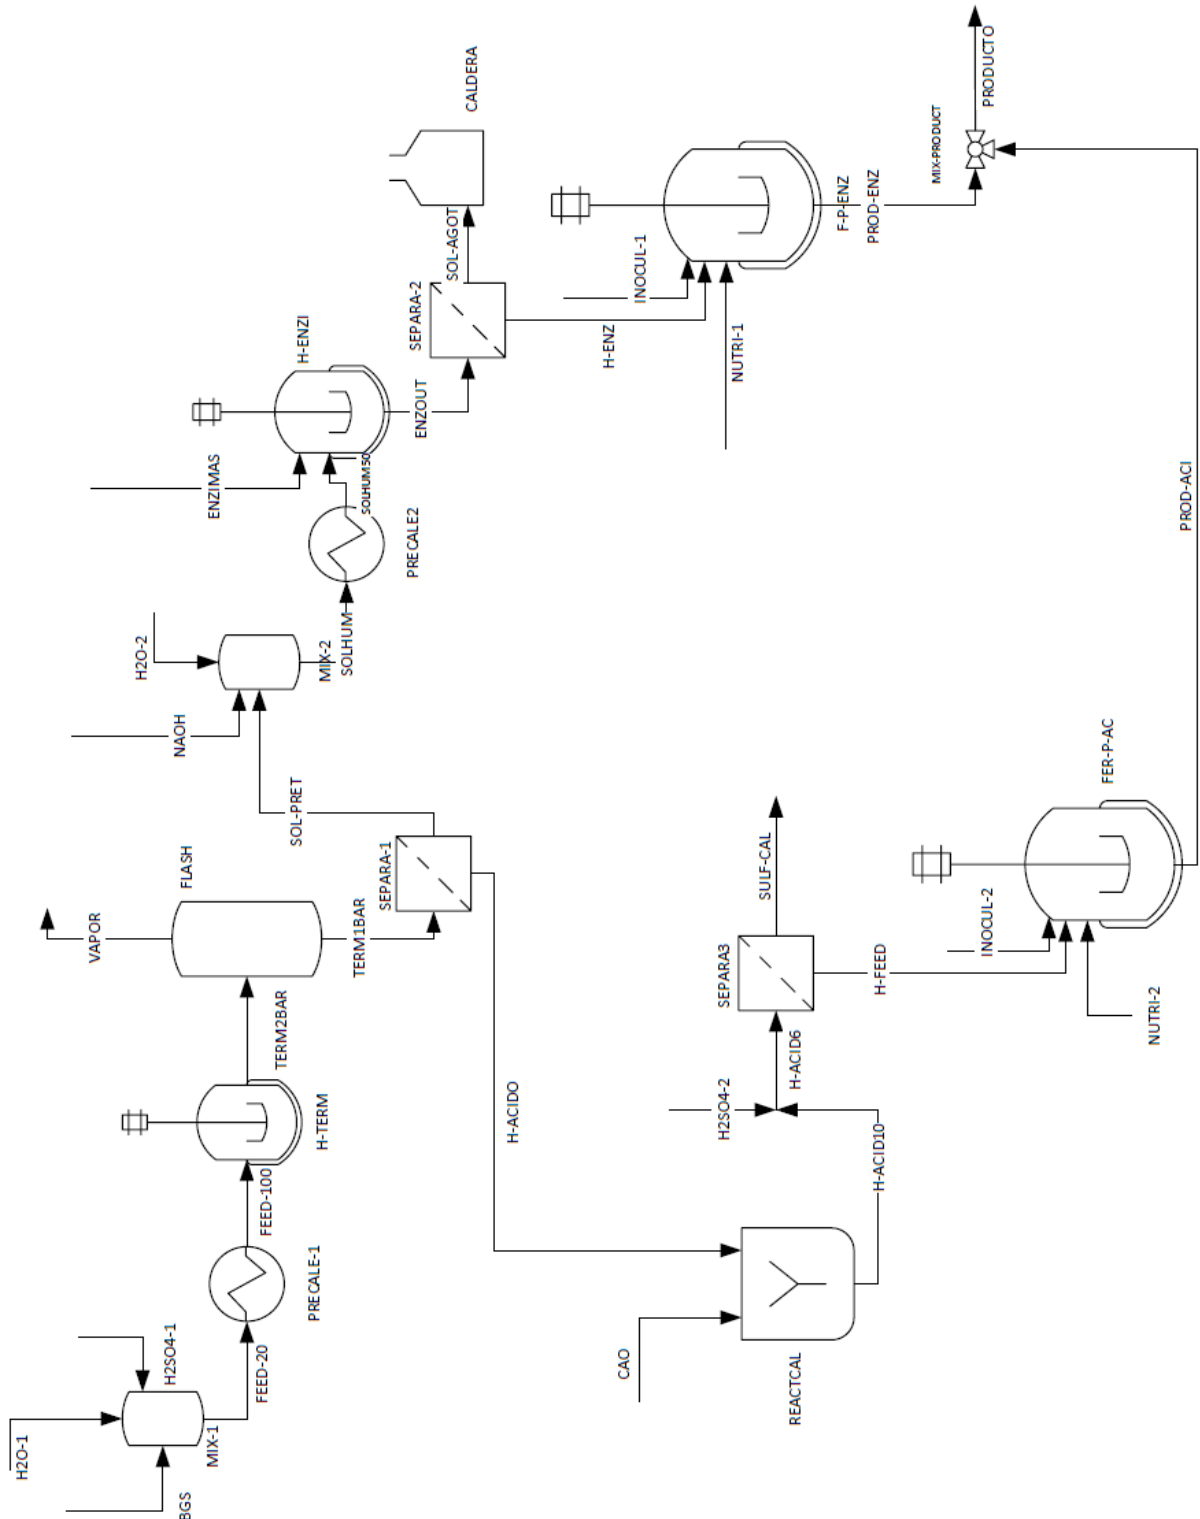 H2O-1
BGS
H2SO4-1
MIX-1
FEED-20
PRECALE-1
FEED-100
H-TERM
TERM2BAR
VAPOR
FLASH
TERM1BAR
SEPARA-1
SOL-PRET
NAOH
H2O-2
MIX-2
SOLHUM
PRECALE2
SOLHUM50
ENZIMAS
H-ENZI
ENZOUT
SEPARA-2
SOL-AGOT
CALDERA
H-ENZ
INOCUL-1
NUTRI-1
F-P-ENZ
PROD-ENZ
MIX-PRODUCT
PRODUCTO
H-ACIDO
CAO
REACTCAL
H-ACID10
H2SO4-2
H-ACID6
SEPARA3
SULF-CAL
H-FEED
INOCUL-2
NUTRI-2
FER-P-AC
PROD-ACI